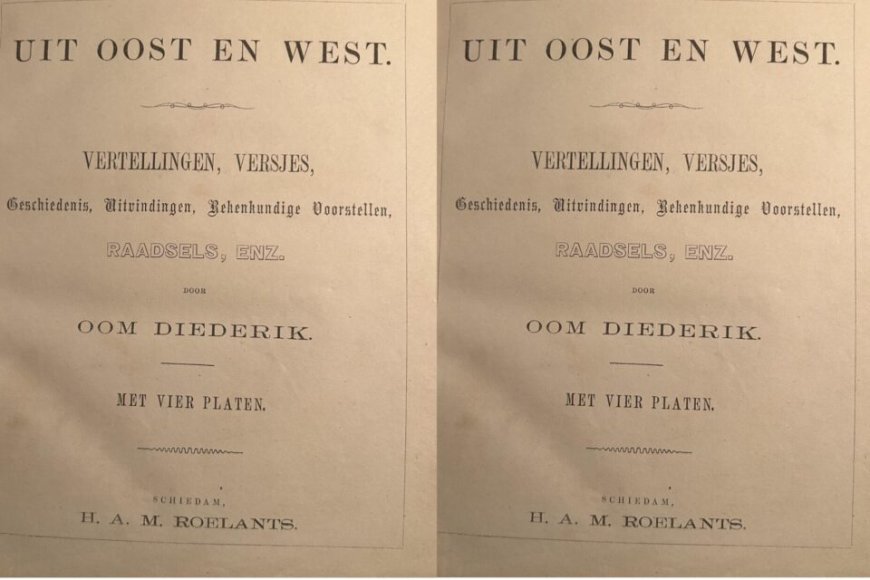 UIT OOST EN WEST.
VERTELLINGEN, VERSJES,
Geschiedenis, Uitvindingen, Rekenkundige Voorstellen,
RAADSELS, ENZ.
DOOR
OOM DIEDERIK.
MET VIER PLATEN.
SCHIEDAM,
H. A. M. ROELANTS.
UIT OOST EN WEST.
VERTELLINGEN, VERSJES,
Geschiedenis, Uitvindingen, Rekenkundige Voorstellen,
RAADSELS, ENZ.
DOOR
OOM DIEDERIK.
MET VIER PLATEN.
SCHIEDAM,
H. A. M. ROELANTS.